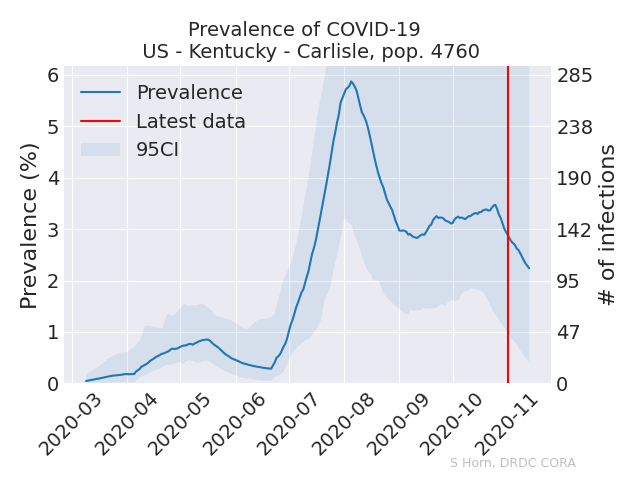 Prevalence of COVID-19
US - Kentucky - Carlisle, pop. 4760
Prevalence
Latest data
95CI
Prevalence (%)
6
5
4
3
2
1
0
285
238
190
142
95
47
0
# of infections
2020-03
2020-04
2020-05
2020-06
2020-07
2020-08
2020-09
2020-10
2020-11
S Horn, DRDC CORA